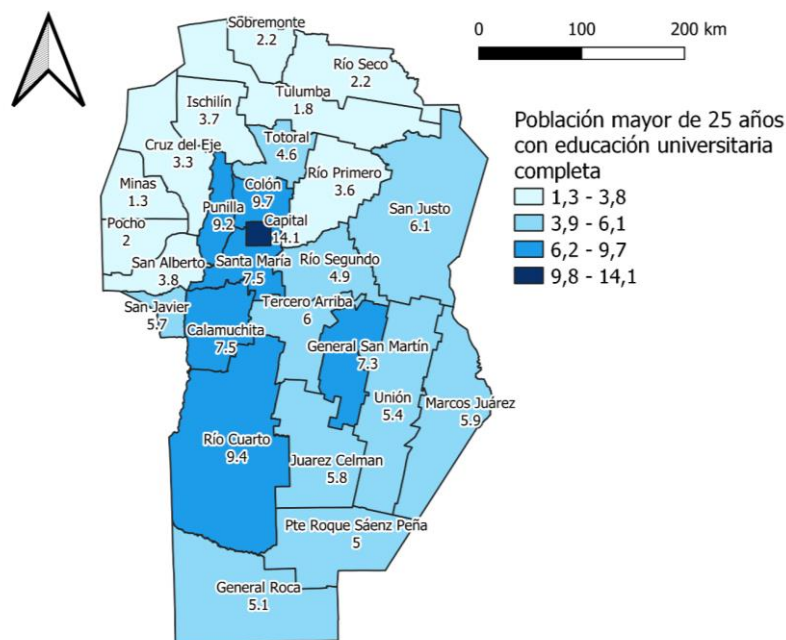 Sobremonte
2.2
Río Seco
2.2
Ischilín
3.7
Tulumba
1.8
Cruz del Eje
3.3
Totoral
4.6
Río Primero
3.6
Minas
1.3
Punilla
9.2
Colón
9.7
San Justo
6.1
Pocho
2
Capital
14.1
San Alberto
3.8
Santa María
7.5
Río Segundo
4.9
San Javier
5.7
Tercero Arriba
6
Calamuchita
7.5
General San Martín
7.3
Unión
5.4
Marcos Juárez
5.9
Río Cuarto
9.4
Juarez Celman
5.8
Pte Roque Sáenz Peña
5
General Roca
5.1
0 100 200 km
Población mayor de 25 años
con educación universitaria
completa
1,3 - 3,8
3,9 - 6,1
6,2 - 9,7
9,8 - 14,1